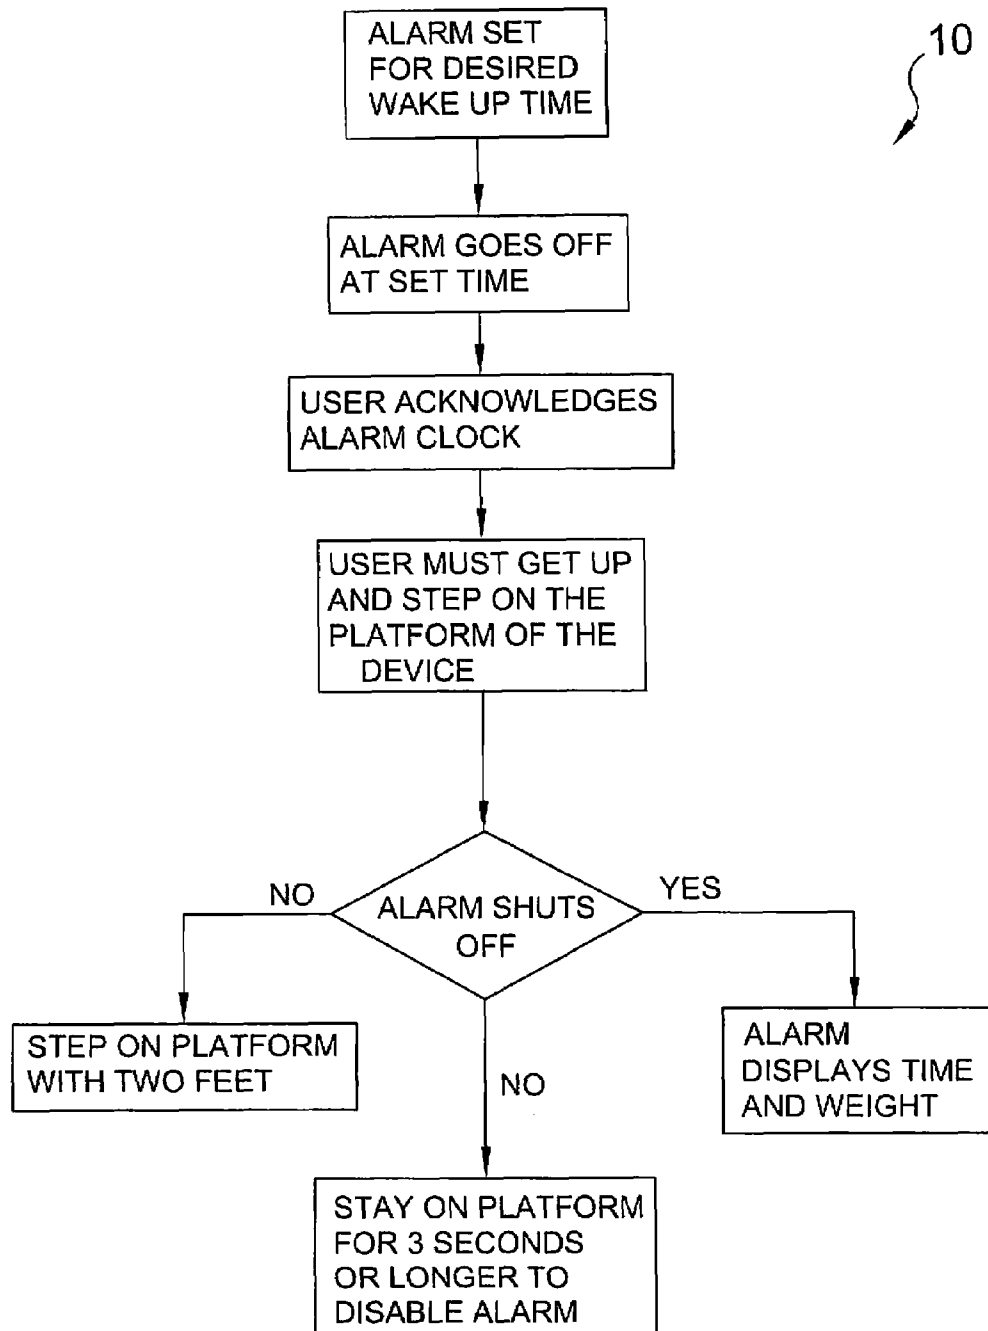 ALARM SET
FOR DESIRED
WAKE UP TIME
10
ALARM GOES OFF
AT SET TIME
USER ACKNOWLEDGES
ALARM CLOCK
USER MUST GET UP
AND STEP ON THE
PLATFORM OF THE
DEVICE
NO
YES
ALARM SHUTS
OFF
STEP ON PLATFORM
WITH TWO FEET
NO
ALARM
DISPLAYS TIME
AND WEIGHT
STAY ON PLATFORM
FOR 3 SECONDS
OR LONGER TO
DISABLE ALARM